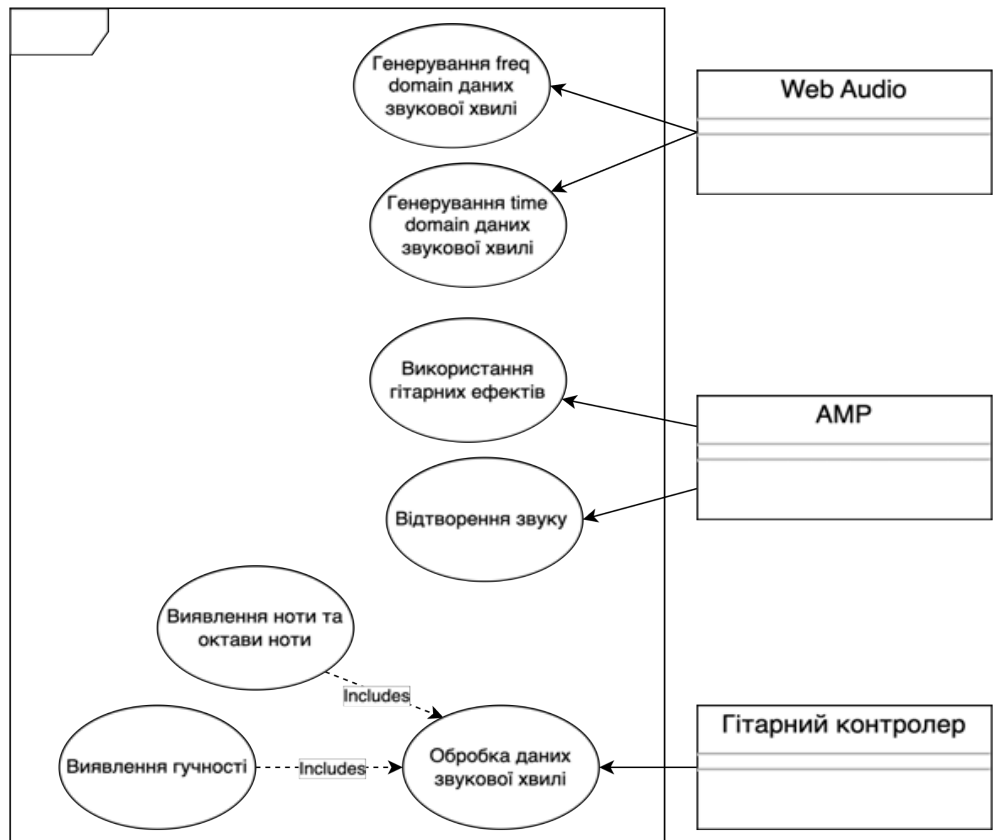 Генерування freq
domain даних
звукової хвилі
Web Audio
Генерування time
domain даних
звукової хвилі
Використання
гітарних ефектів
AMP
Відтворення звуку
Виявлення ноти та
октави ноти
Includes
Виявлення гучності
Includes
Обробка даних
звукової хвилі
Гітарний контролер